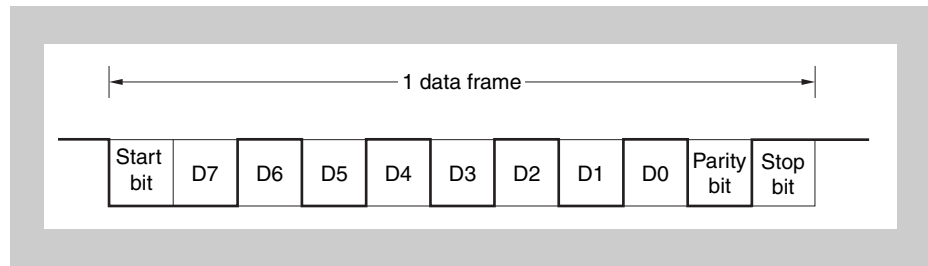 1 data frame
Start
bit
D7
D6
D5
D4
D3
D2
D1
D0
Parity
bit
Stop
bit